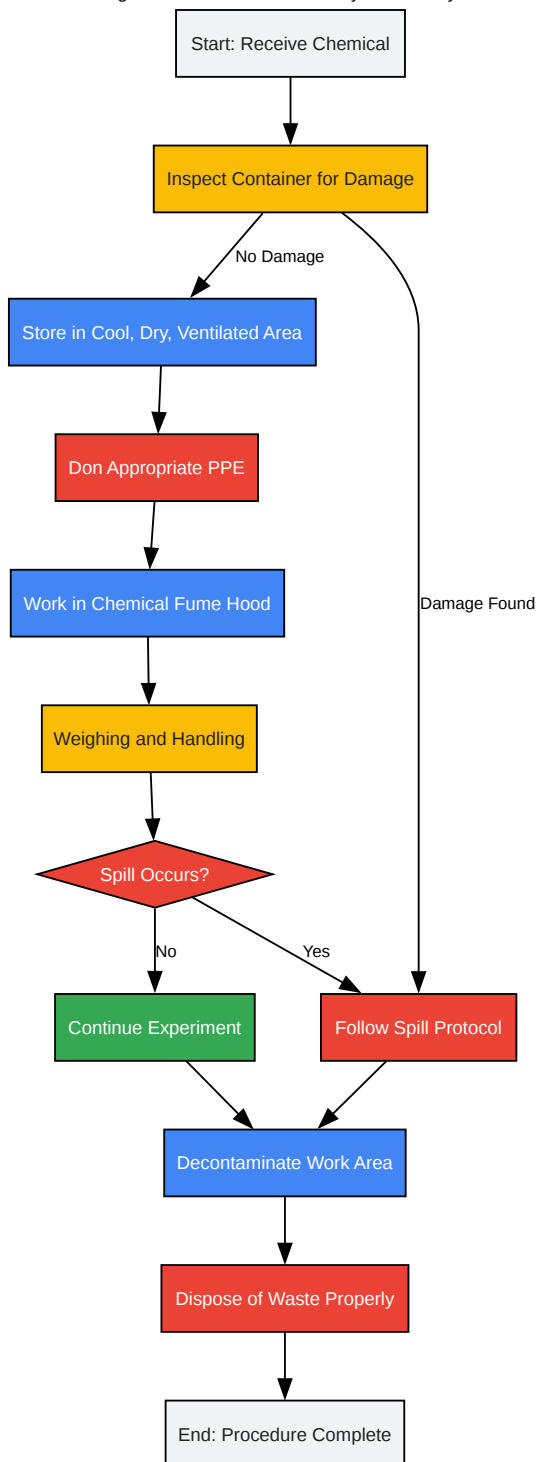 Start: Receive Chemical
Inspect Container for Damage
No Damage
Store in Cool, Dry, Ventilated Area
Don Appropriate PPE
Work in Chemical Fume Hood
Damage Found
Weighing and Handling
Spill Occurs?
No
Yes
Continue Experiment
Follow Spill Protocol
Decontaminate Work Area
Dispose of Waste Properly
End: Procedure Complete